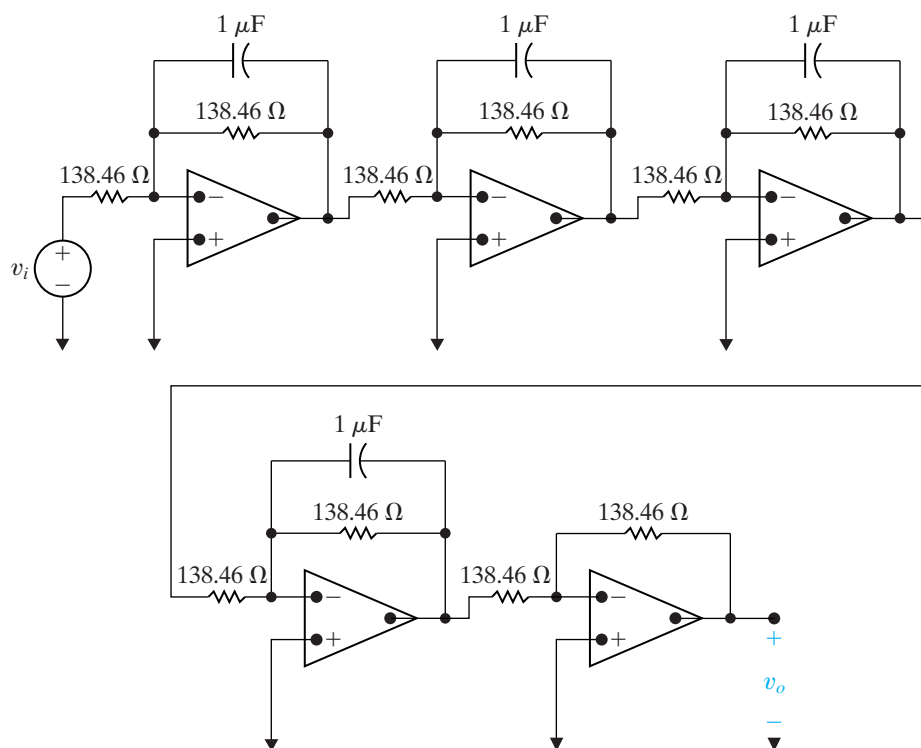 1 μF 1 μF 1 μF
138.46 Ω 138.46 Ω 138.46 Ω
138.46 Ω 138.46 Ω 138.46 Ω
− − −
+ + +
+
v_i
−
1 μF
138.46 Ω 138.46 Ω
138.46 Ω 138.46 Ω
− −
+ + +
v_o
−